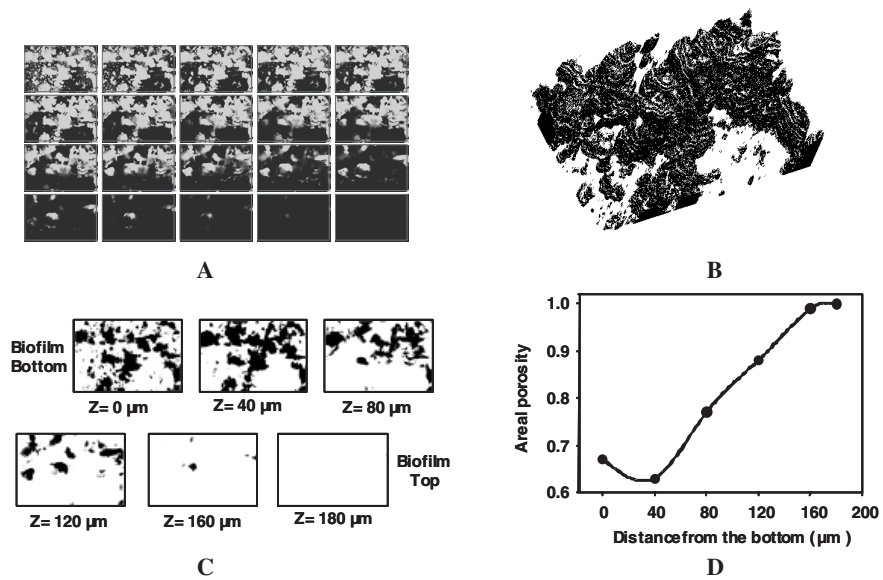 A
B
Biofilm
Bottom
Z= 0 µm
Z= 40 µm
Z= 80 µm
Z= 120 µm
Z= 160 µm
Z= 180 µm
Biofilm
Top
C
Areal porosity
1.0
0.9
0.8
0.7
0.6
0 40 80 120 160 200
Distancefrom the bottom (µm )
D